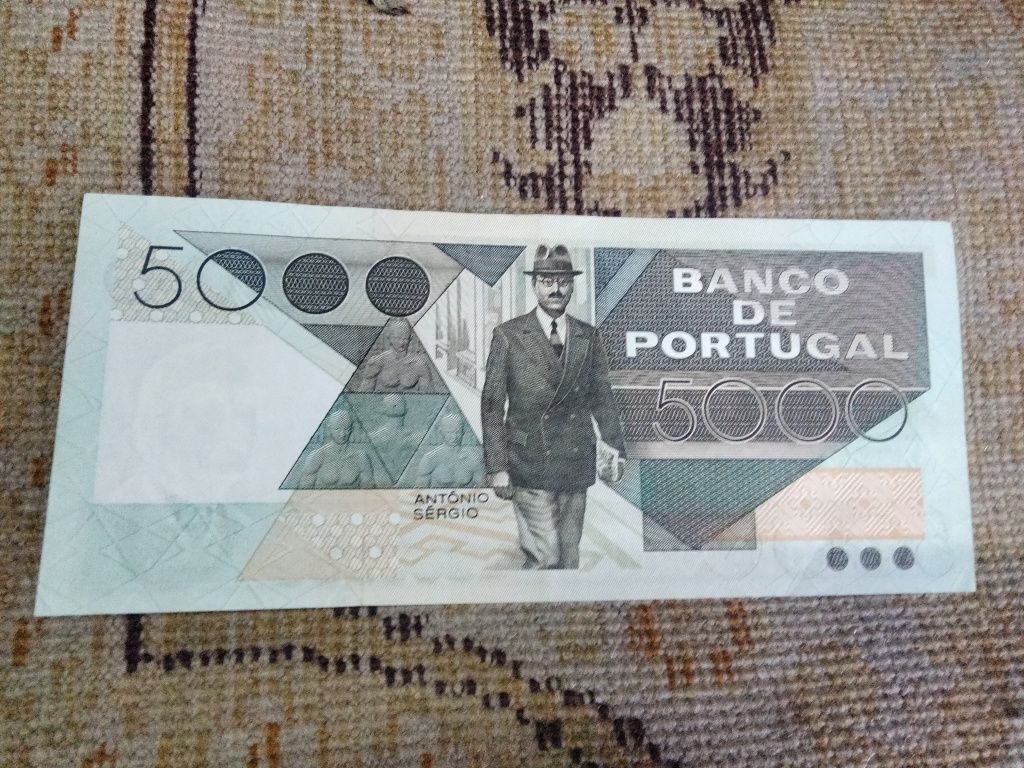 5000
BANCO
DE
PORTUGAL
5000
ANTÓNIO
SÉRGIO